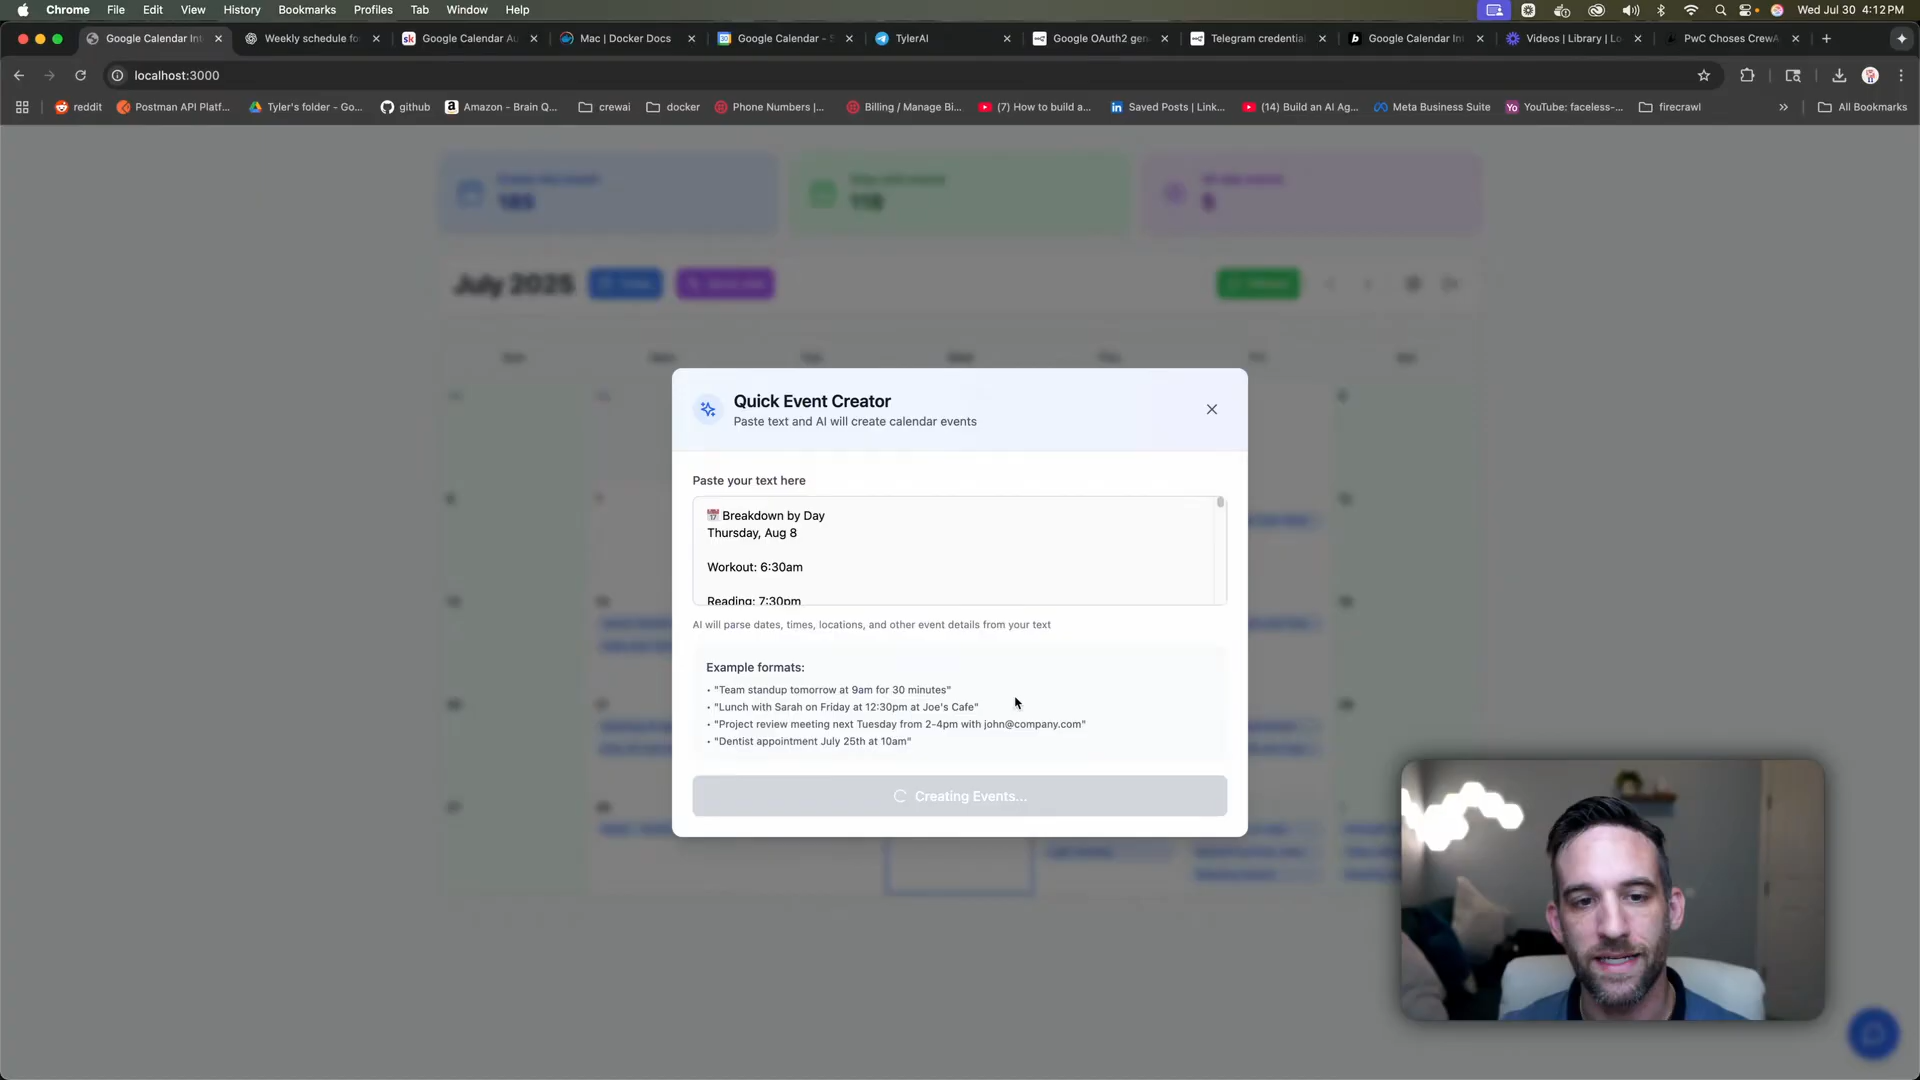 Chrome File Edit View History Bookmarks Profiles Tab Window Help Wed Jul 30 4:12 PM
Google Calendar In Weekly schedule fo Google Calendar Au Mac | Docker Docs Google Calendar - S TylerAI Google OAuth2 gen Telegram credentia Google Calendar In Videos | Library | Lo PwC Choses CrewA
localhost:3000
reddit Postman API Platf... Tyler's folder - Go... github Amazon - Brain Q... crewai docker Phone Numbers |... Billing / Manage Bi... (7) How to build a... Saved Posts | Link... (14) Build an AI Ag... Meta Business Suite YouTube: faceless-... firecrawl All Bookmarks
185 118 5
July 2025
Quick Event Creator
Paste text and AI will create calendar events
Paste your text here
Breakdown by Day
Thursday, Aug 8
Workout: 6:30am
Reading: 7:30pm
AI will parse dates, times, locations, and other event details from your text
Example formats:
• "Team standup tomorrow at 9am for 30 minutes"
• "Lunch with Sarah on Friday at 12:30pm at Joe's Cafe"
• "Project review meeting next Tuesday from 2-4pm with john@company.com"
• "Dentist appointment July 25th at 10am"
Creating Events...